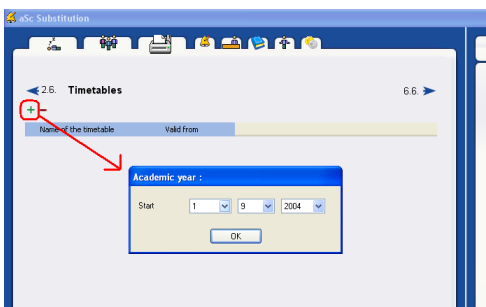 aSc Substitution
2.6. Timetables 6.6.
Name of the timetable Valid from
Academic year :
Start 1 9 2004
OK